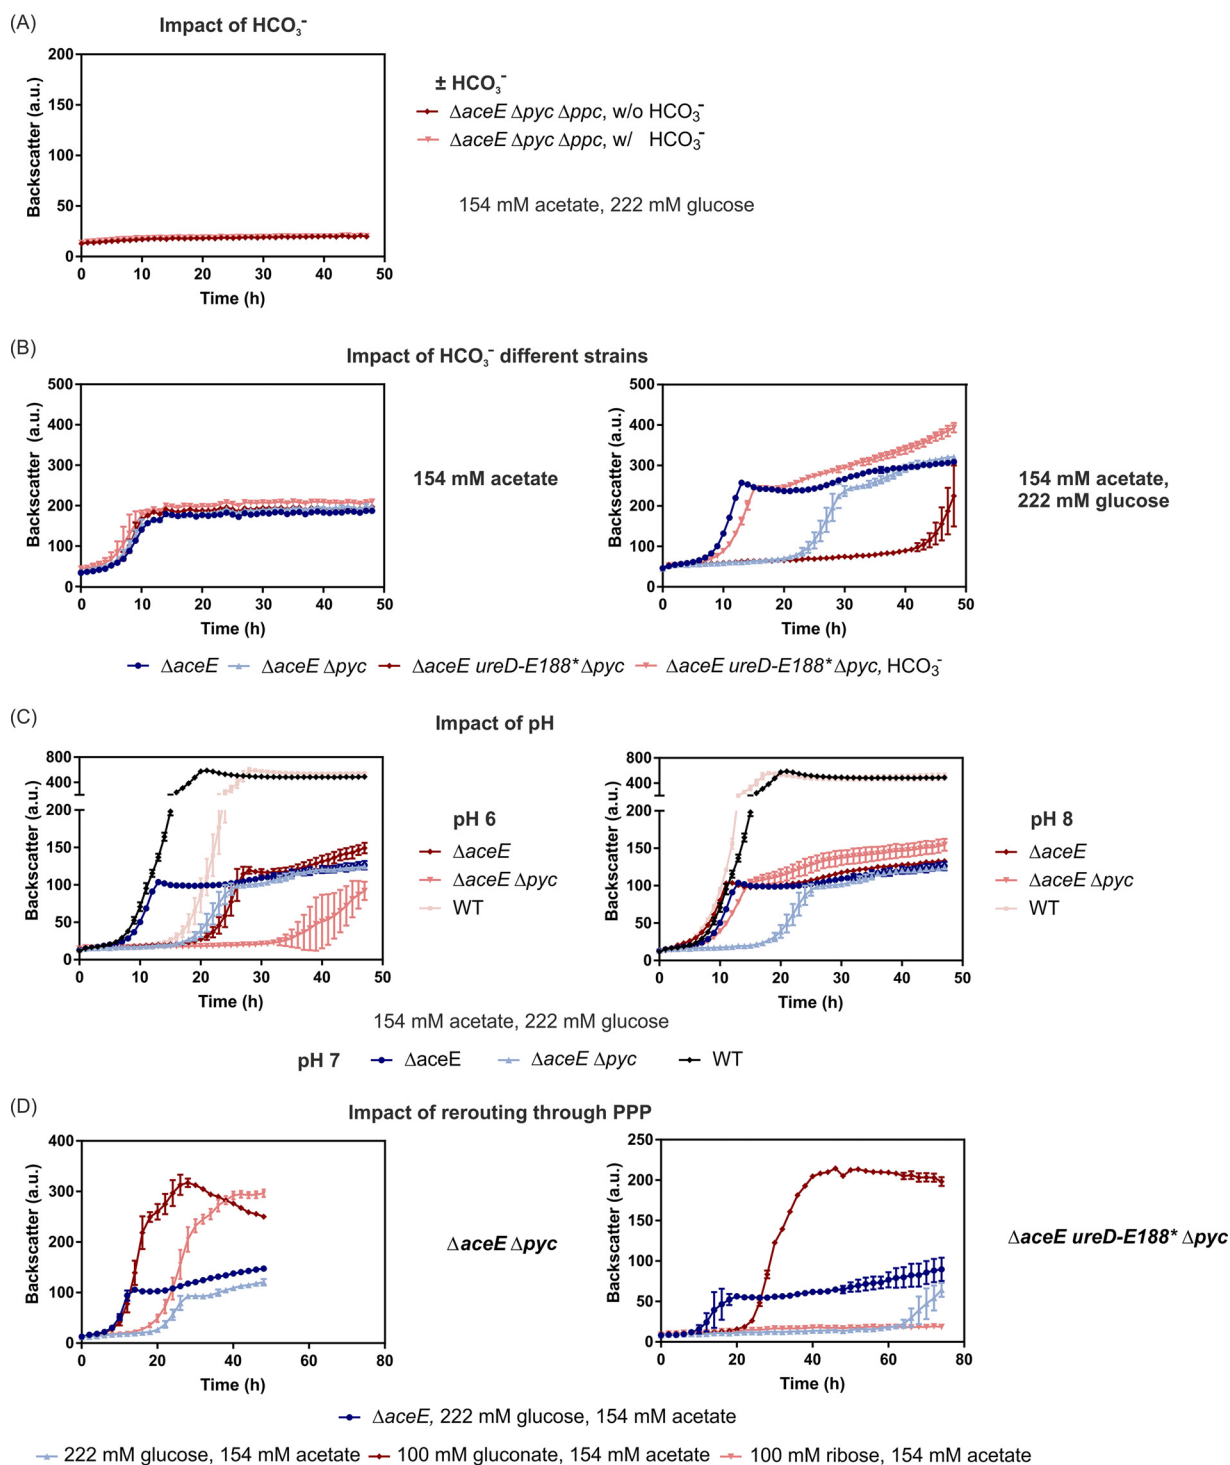 (A)
Impact of HCO₃⁻
Backscatter (a.u.)
200
150
100
50
0
0 10 20 30 40 50
Time (h)
± HCO₃⁻
ΔaceE Δpyc Δppc, w/o HCO₃⁻
ΔaceE Δpyc Δppc, w/ HCO₃⁻
154 mM acetate, 222 mM glucose
(B)
Impact of HCO₃⁻ different strains
Backscatter (a.u.)
500
400
300
200
100
0
0 10 20 30 40 50
Time (h)
154 mM acetate
Backscatter (a.u.)
500
400
300
200
100
0
0 10 20 30 40 50
Time (h)
154 mM acetate,
222 mM glucose
ΔaceE ΔaceE Δpyc ΔaceE ureD-E188* Δpyc ΔaceE ureD-E188* Δpyc, HCO₃⁻
(C)
Impact of pH
Backscatter (a.u.)
800
400
200
150
100
50
0
0 10 20 30 40 50
Time (h)
pH 6
ΔaceE
ΔaceE Δpyc
WT
Backscatter (a.u.)
800
400
200
150
100
50
0
0 10 20 30 40 50
Time (h)
pH 8
ΔaceE
ΔaceE Δpyc
WT
154 mM acetate, 222 mM glucose
pH 7 ΔaceE ΔaceE Δpyc WT
(D)
Impact of rerouting through PPP
Backscatter (a.u.)
400
300
200
100
0
0 20 40 60 80
Time (h)
ΔaceE Δpyc
Backscatter (a.u.)
250
200
150
100
50
0
0 20 40 60 80
Time (h)
ΔaceE ureD-E188* Δpyc
ΔaceE, 222 mM glucose, 154 mM acetate
222 mM glucose, 154 mM acetate 100 mM gluconate, 154 mM acetate 100 mM ribose, 154 mM acetate